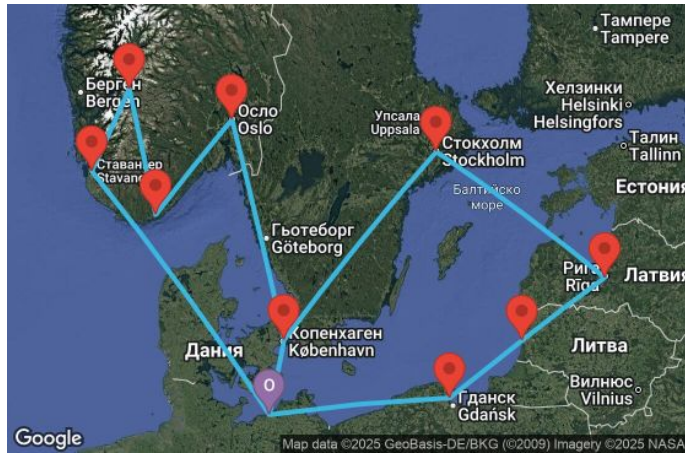 Тампере
Tampere
Берген
Bergen
Осло
Oslo
Упсала
Uppsala
Стокхолм
Stockholm
Хелзинки
Helsinki
Helsingfors
Талин
Tallinn
Ставангер
Балтийско
море
Естония
Гьотеборг
Göteborg
Рига
Rīga
Латвия
Дания
Копенхаген
København
Литва
Вилнюс
Vilnius
O
Гданск
Gdańsk
Google
Map data ©2025 GeoBasis-DE/BKG (©2009) Imagery ©2025 NASA